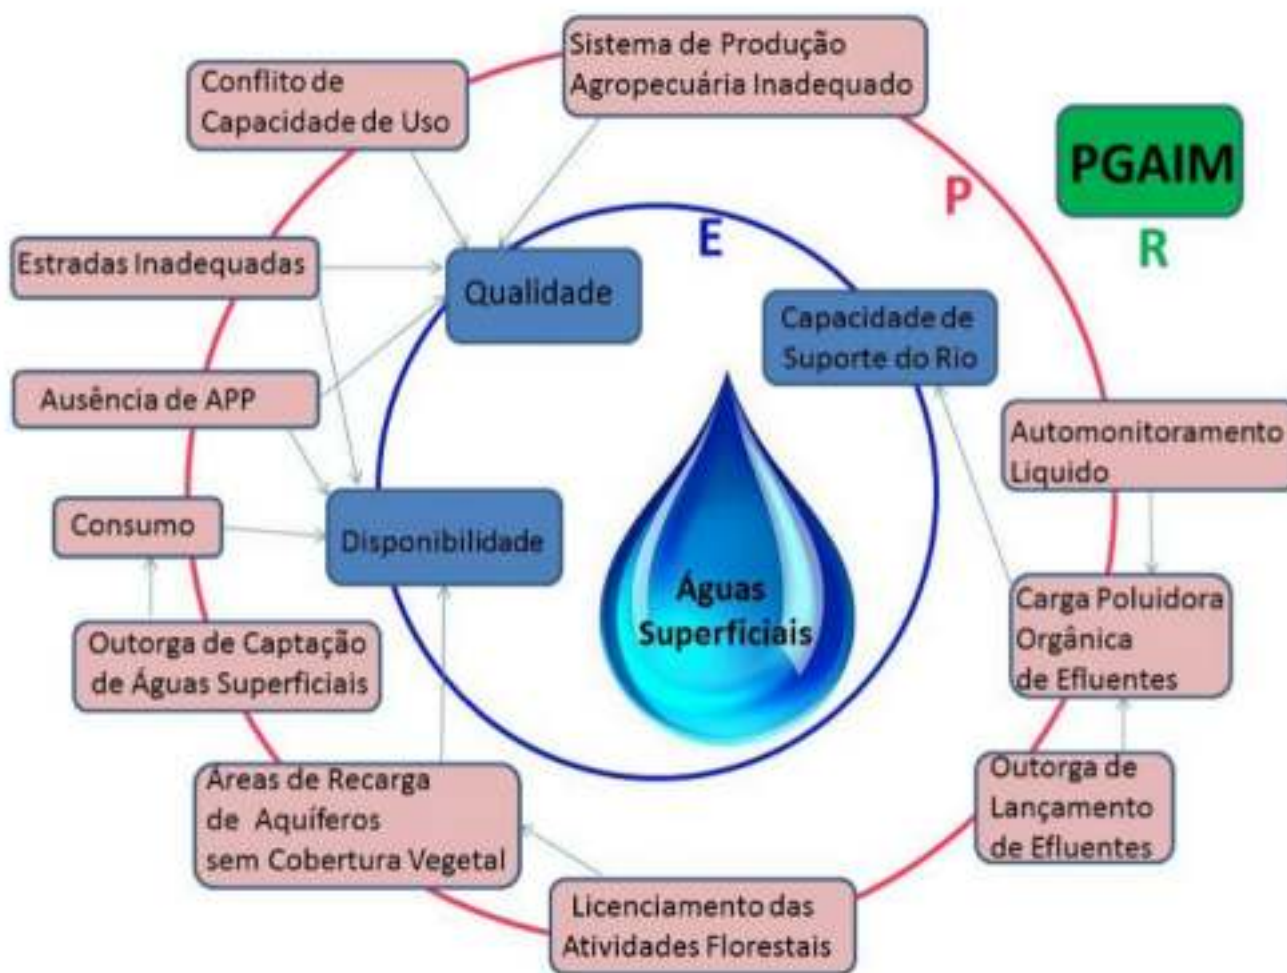 Sistema de Produção
Agropecuária Inadequado
Conflito de
Capacidade de Uso
PGAIM
P
R
E
Estradas Inadequadas
Qualidade
Capacidade de
Suporte do Rio
Ausência de APP
Automonitoramento
Líquido
Consumo
Disponibilidade
Águas
Superficiais
Carga Poluidora
Orgânica
de Efluentes
Outorga de Captação
de Águas Superficiais
Áreas de Recarga
de Aquíferos
sem Cobertura Vegetal
Outorga de
Lançamento
de Efluentes
Licenciamento das
Atividades Florestais